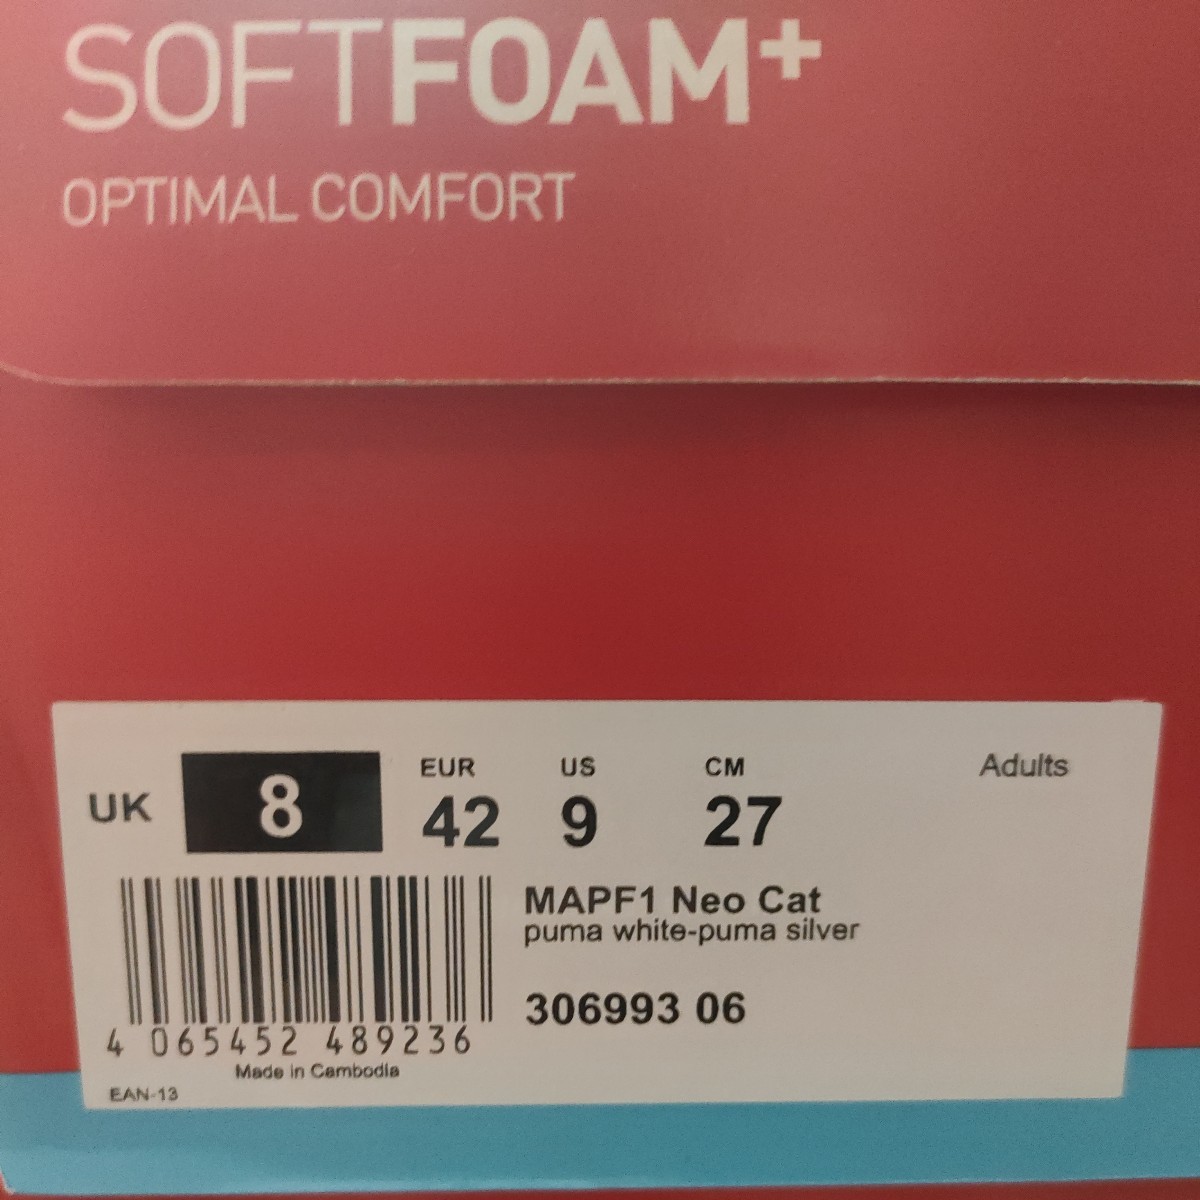 SOFTFOAM+
OPTIMAL COMFORT
UK 8 EUR 42 US 9 CM 27 Adults
MAPF1 Neo Cat
puma white-puma silver
306993 06
4 065452 489236
Made in Cambodia
EAN-13